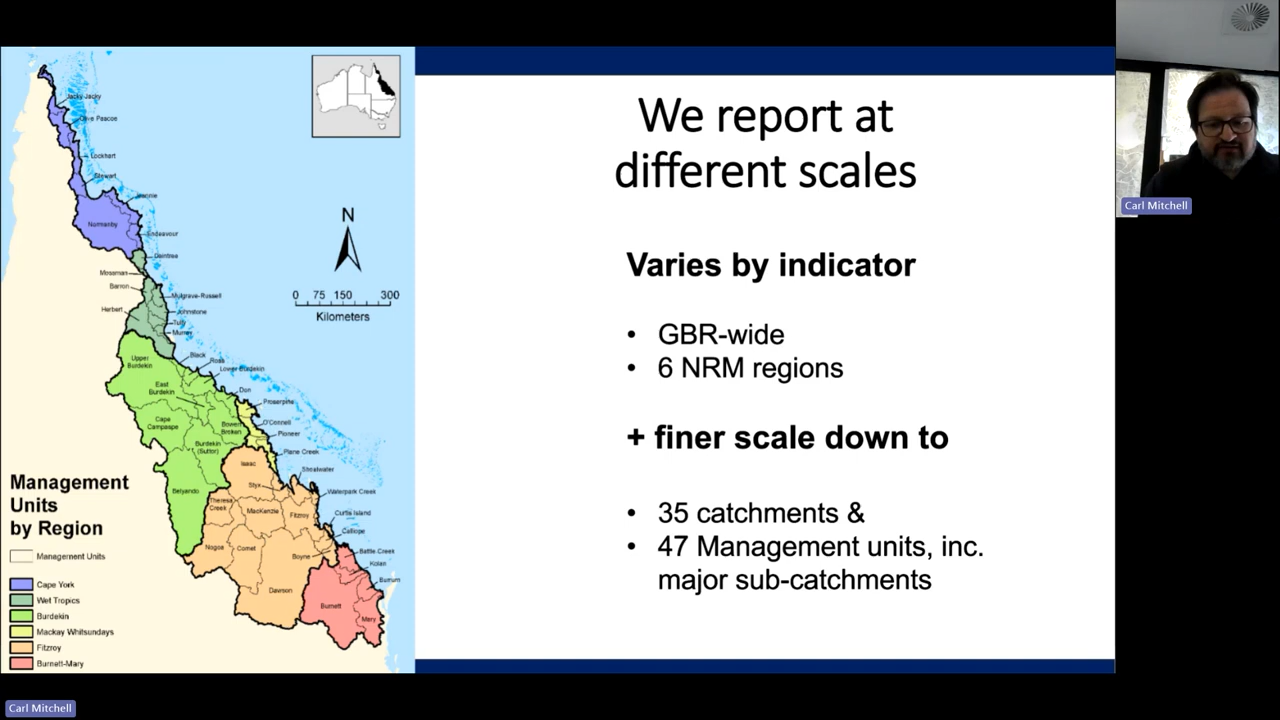 Jacky-Jacky
Olive Pascoe
Lockhart
Stewart
Jeannie
Normanby
Endeavour
Daintree
Mossman
Barron
Mulgrave-Russell
Herbert
Johnstone
Tully
Murray
Black
Upper
Burdekin
Ross
Lower Burdekin
East
Burdekin
Don
Proserpine
Cape
Campaspe
Bowen
Broken
O'Connell
Pioneer
Burdekin
(Suttor)
Plane Creek
Isaac
Shoalwater
Styx
Belyando
Waterpark Creek
Theresa
Creek
MacKenzie
Fitzroy
Curtis Island
Calliope
Nogoa
Comet
Boyne
Baffle Creek
Kolan
Dawson
Burrum
Burnett
Mary
N
0 75 150 300
Kilometers
Management
Units
by Region
Management Units
Cape York
Wet Tropics
Burdekin
Mackay Whitsundays
Fitzroy
Burnett-Mary
We report at
different scales
Varies by indicator
• GBR-wide
• 6 NRM regions
+ finer scale down to
• 35 catchments &
• 47 Management units, inc.
major sub-catchments
Carl Mitchell
Carl Mitchell